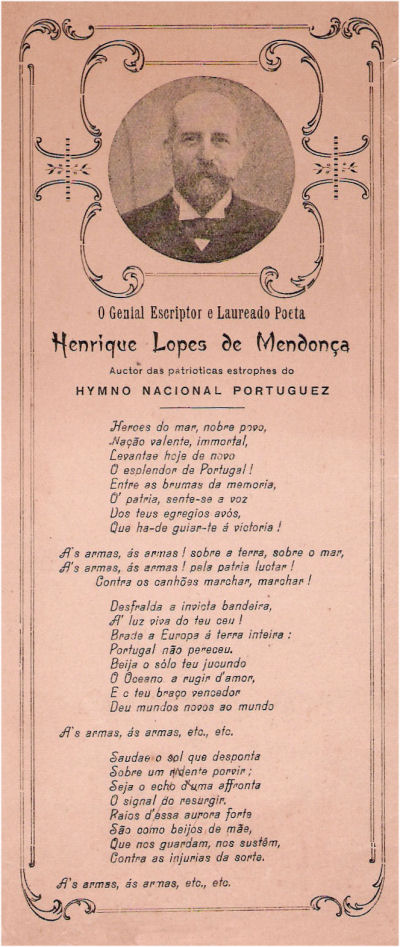 O Genial Escriptor e Laureado Poeta
Henrique Lopes de Mendonça
Auctor das patrioticas estrophes do
HYMNO NACIONAL PORTUGUEZ
Heroes do mar, nobre povo,
Nação valente, immortal,
Levantae hoje de novo
O esplendor de Portugal!
Entre as brumas da memoria,
O' patria, sente-se a voz
Dos teus egregios avós,
Que ha-de guiar-te á victoria!
A's armas, ás armas! sobre a terra, sobre o mar,
A's armas, ás armas! pela patria luctar!
Contra os canhões marchar, marchar!
Desfralda a invicta bandeira,
A' luz viva do teu ceu!
Brade a Europa á terra inteira:
Portugal não pereceu.
Beija o sólo teu jucundo
O Oceano, a rugir d'amor,
E o teu braço vencedor
Deu mundos novos ao mundo
A's armas, ás armas, etc., etc.
Saudae o sol que desponta
Sobre um ridente porvir;
Seja o echo d'uma affronta
O signal do resurgir.
Raios d'essa aurora forte
São como beijos de mãe,
Que nos guardam, nos sustêm,
Contra as injurias da sorte.
A's armas, ás armas, etc., etc.